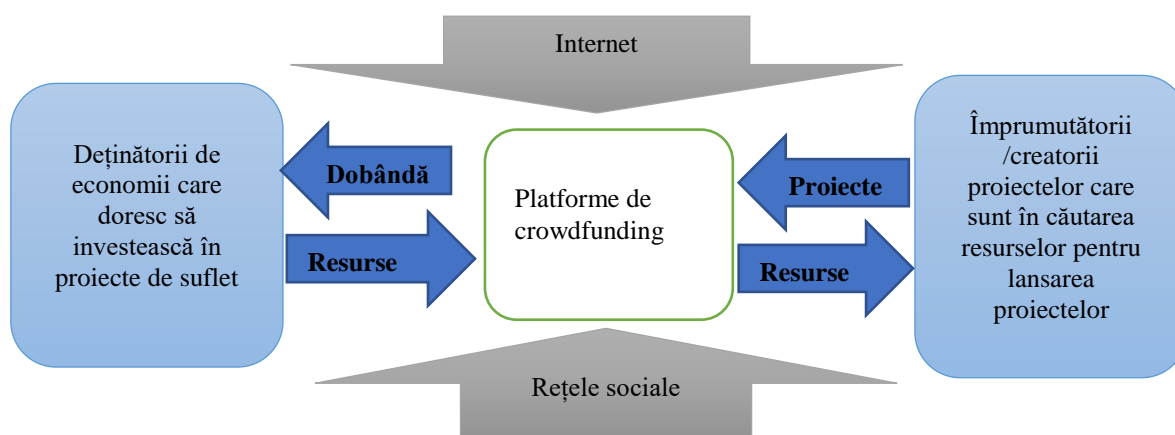 Internet
Deținătorii de
economii care
doresc să
investească în
proiecte de suflet
Dobândă
Resurse
Platforme de
crowdfunding
Proiecte
Resurse
Împrumutătorii
/creatorii
proiectelor care
sunt în căutarea
resurselor pentru
lansarea
proiectelor
Rețele sociale